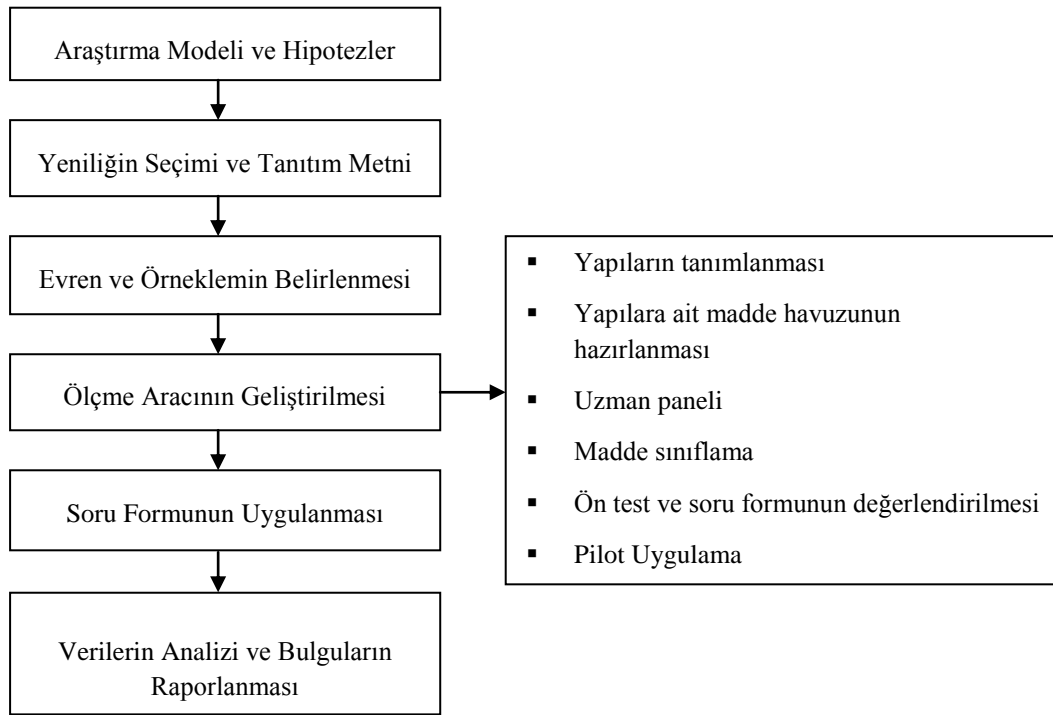 Araştırma Modeli ve Hipotezler
Yeniliğin Seçimi ve Tanıtım Metni
Evren ve Örneklemin Belirlenmesi
Ölçme Aracının Geliştirilmesi
▪ Yapıların tanımlanması
▪ Yapılara ait madde havuzunun
hazırlanması
▪ Uzman paneli
▪ Madde sınıflama
▪ Ön test ve soru formunun değerlendirilmesi
▪ Pilot Uygulama
Soru Formunun Uygulanması
Verilerin Analizi ve Bulguların
Raporlanması